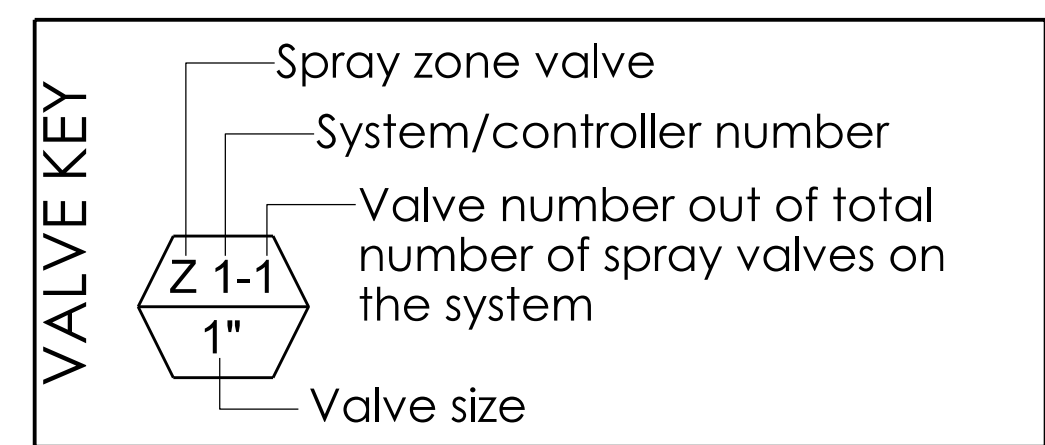 VALVE KEY
Spray zone valve
System/controller number
Valve number out of total
number of spray valves on
the system
Z 1-1
1"
Valve size